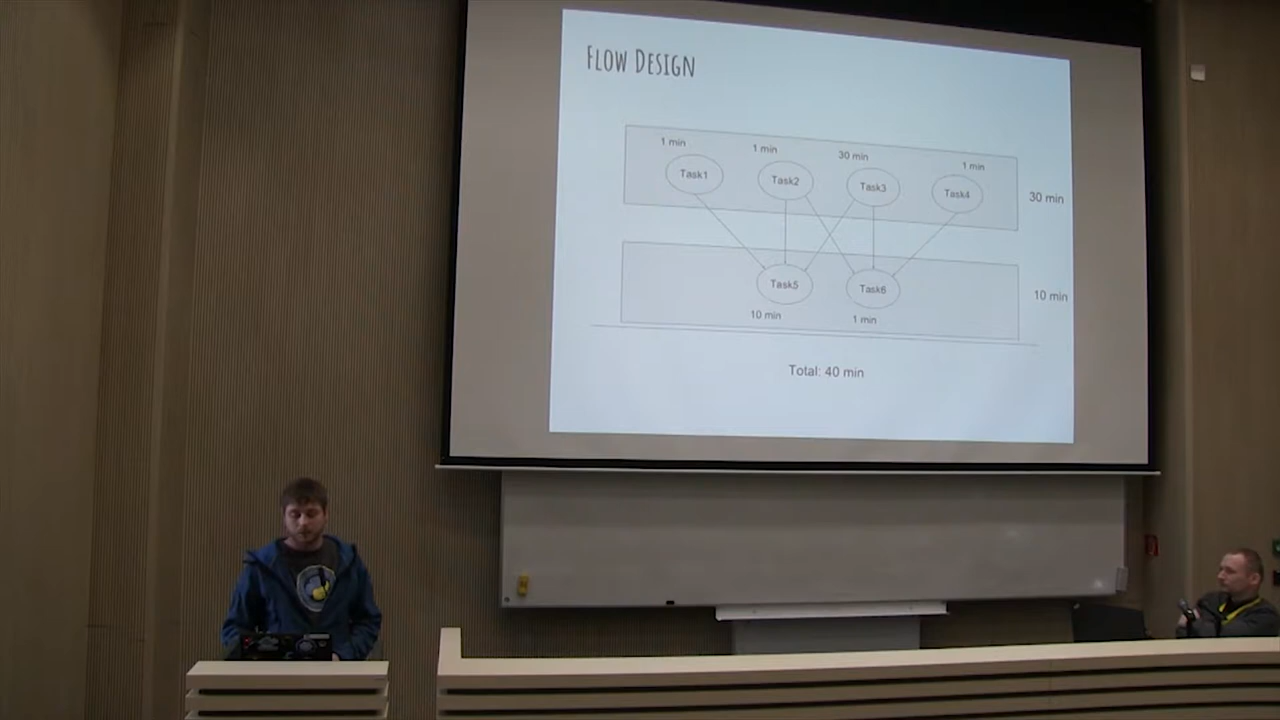 FLOW DESIGN
1 min
1 min
30 min
1 min
Task1
Task2
Task3
Task4
30 min
Task5
Task6
10 min
10 min
1 min
Total: 40 min